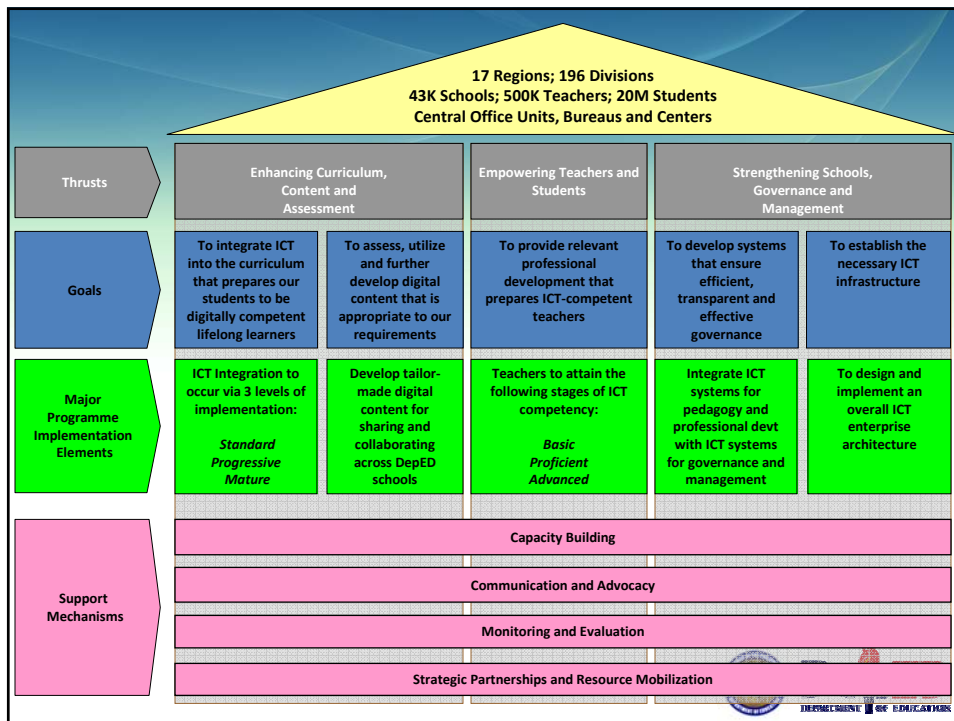 17 Regions; 196 Divisions
43K Schools; 500K Teachers; 20M Students
Central Office Units, Bureaus and Centers
Thrusts
Enhancing Curriculum,
Content and
Assessment
Empowering Teachers and
Students
Strengthening Schools,
Governance and
Management
Goals
To integrate ICT
into the curriculum
that prepares our
students to be
digitally competent
lifelong learners
To assess, utilize
and further
develop digital
content that is
appropriate to our
requirements
To provide relevant
professional
development that
prepares ICT-competent
teachers
To develop systems
that ensure
efficient,
transparent and
effective
governance
To establish the
necessary ICT
infrastructure
Major
Programme
Implementation
Elements
ICT Integration to
occur via 3 levels of
implementation:
Standard
Progressive
Mature
Develop tailor-
made digital
content for
sharing and
collaborating
across DepED
schools
Teachers to attain
the following stages of ICT
competency:
Basic
Proficient
Advanced
Integrate ICT
systems for
pedagogy and
professional devt
with ICT systems
for governance and
management
To design and
implement an
overall ICT
enterprise
architecture
Support
Mechanisms
Capacity Building
Communication and Advocacy
Monitoring and Evaluation
Strategic Partnerships and Resource Mobilization
DEPARTMENT OF EDUCATION